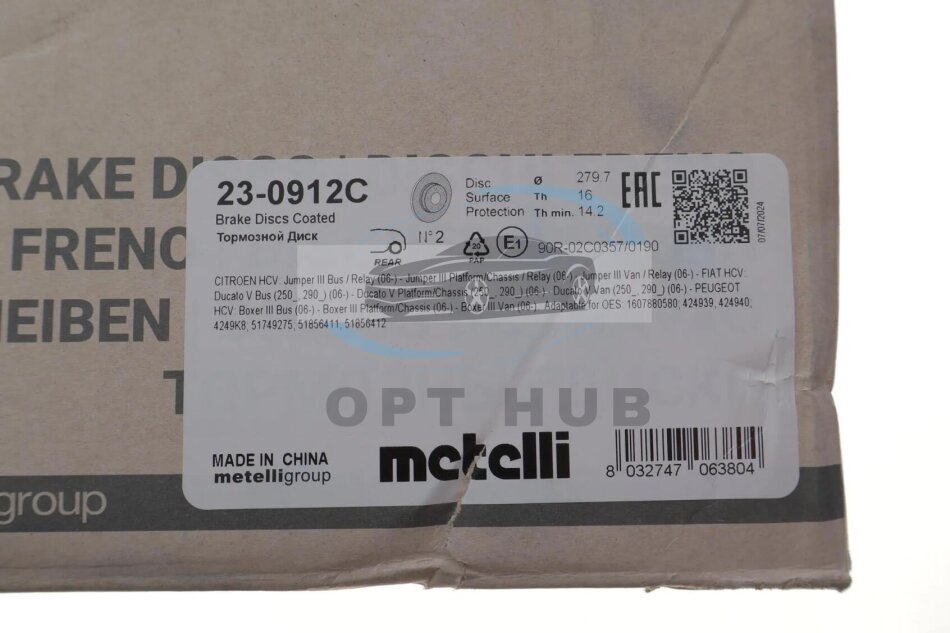 RAKE DISCS
FRENC
HEIBEN
23-0912C
Brake Discs Coated
Тормозной Диск
Disc
Surface
Protection
Ø 279.7
Th 16
Th min. 14.2
EAC
07/07/2024
REAR
N°2
20
PAP
E1
90R-02C0357/0190
CITROEN HCV: Jumper III Bus / Relay (06-) - Jumper III Platform/Chassis / Relay (06-) - Jumper III Van / Relay (06-) - FIAT HCV:
Ducato V Bus (250_, 290_) (06-) - Ducato V Platform/Chassis (250_, 290_) (06-) - Ducato V Van (250_, 290_) (06-) - PEUGEOT
HCV: Boxer III Bus (06-) - Boxer III Platform/Chassis (06-) - Boxer III Van (06-) - Adaptable for OES: 1607880580; 424939, 424940;
4249K8; 51749275; 51856411; 51856412
OPT HUB
MADE IN CHINA
metelligroup
metelli
8 032747 063804
group